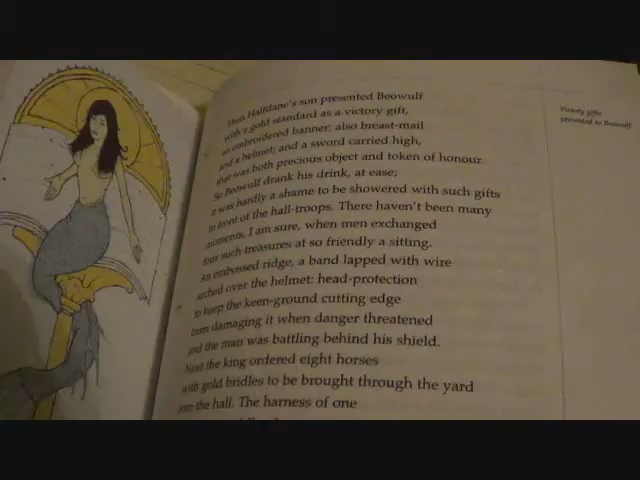 Then Halfdane's son presented Beowulf
with a gold standard as a victory gift,
an embroidered banner; also breast-mail
and a helmet; and a sword carried high,
that was both precious object and token of honour.
So Beowulf drank his drink, at ease;
it was hardly a shame to be showered with such gifts
in front of the hall-troops. There haven't been many
moments, I am sure, when men exchanged
four such treasures at so friendly a sitting.
An embossed ridge, a band lapped with wire
arched over the helmet: head-protection
to keep the keen-ground cutting edge
from damaging it when danger threatened
and the man was battling behind his shield.
Next the king ordered eight horses
with gold bridles to be brought through the yard
into the hall. The harness of one
Victory gifts
presented to Beowulf